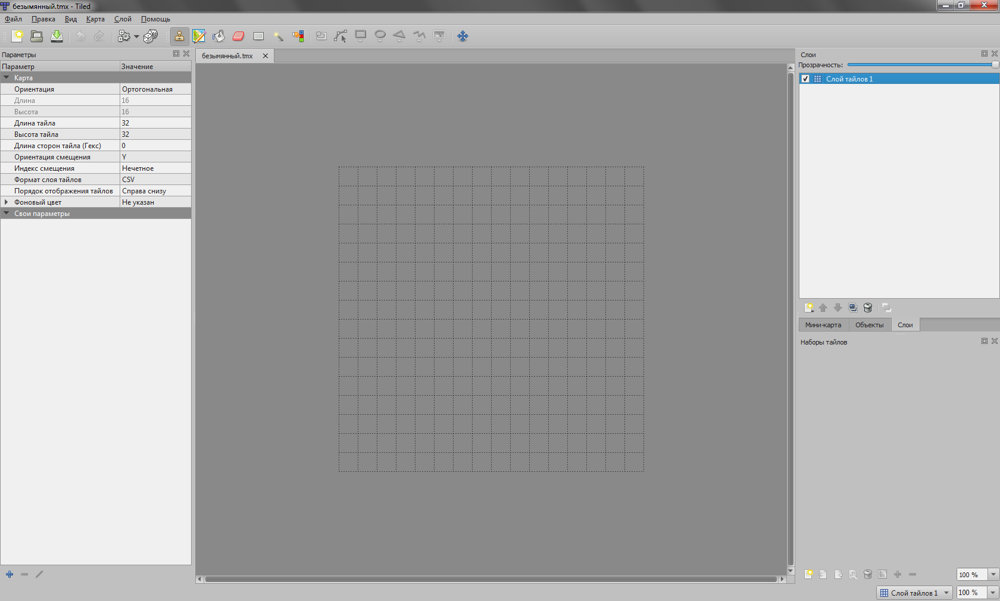 безымянный.tmx - Tiled
Файл Правка Вид Карта Слой Помощь
Параметры
Параметр Значение
Карта
Ориентация Ортогональная
Длина 16
Высота 16
Длина тайла 32
Высота тайла 32
Длина сторон тайла (Гекс) 0
Ориентация смещения Y
Индекс смещения Нечетное
Формат слоя тайлов CSV
Порядок отображения тайлов Справа снизу
Фоновый цвет Не указан
Свои параметры
безымянный.tmx
Слои
Прозрачность:
Слой тайлов 1
Мини-карта Объекты Слои
Наборы тайлов
100 %
Слой тайлов 1 100 %